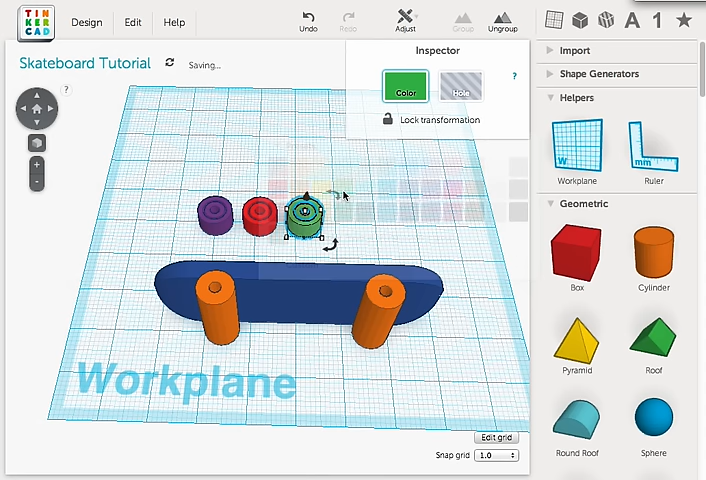 TIN
KER
CAD
Design Edit Help
Undo Redo Adjust Group Ungroup
A 1
Skateboard Tutorial Saving...
?
Inspector
Color Hole
?
Lock transformation
Import
Shape Generators
Helpers
W
mm
Workplane Ruler
Geometric
Box Cylinder
Pyramid Roof
Round Roof Sphere
Workplane
Edit grid
Snap grid 1.0